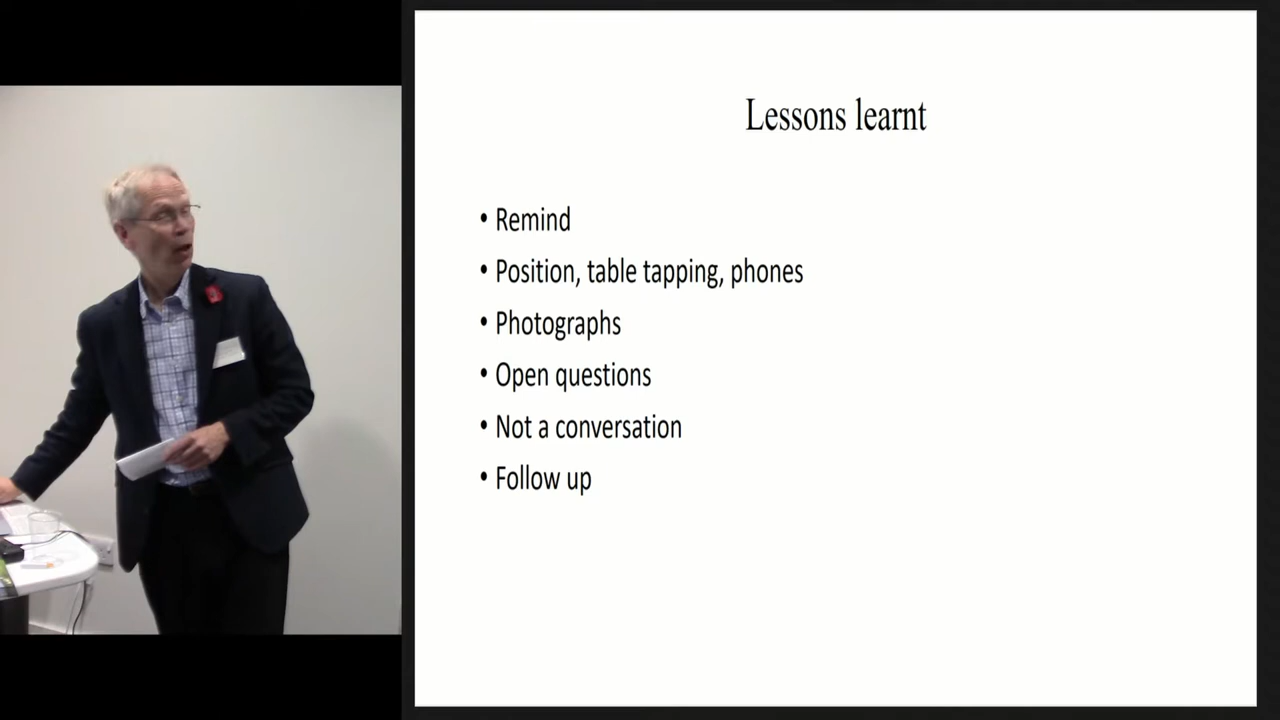 Lessons learnt
• Remind
• Position, table tapping, phones
• Photographs
• Open questions
• Not a conversation
• Follow up